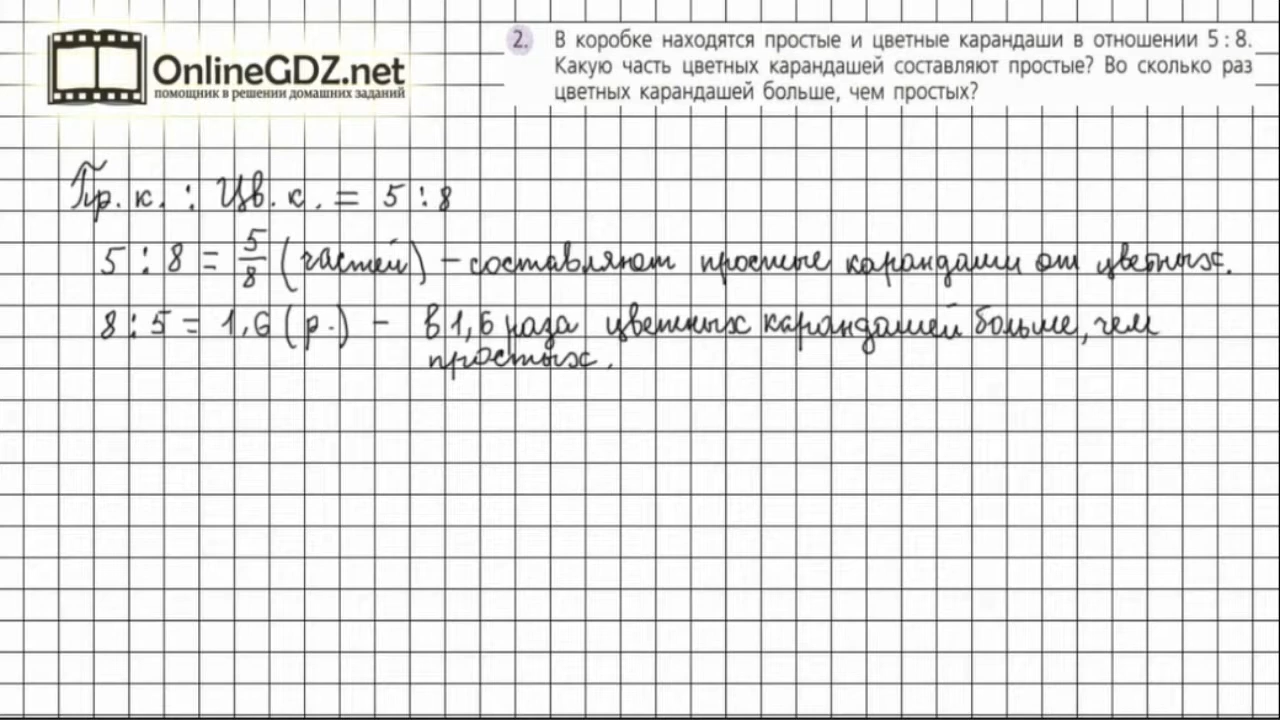 OnlineGDZ.net
помощник в решении домашних заданий
2. В коробке находятся простые и цветные карандаши в отношении 5 : 8.
Какую часть цветных карандашей составляют простые? Во сколько раз
цветных карандашей больше, чем простых?
Пр. к. : Цв. к. = 5 : 8
5 : 8 = 5/8 (частей) – составляют простые карандаши от цветных.
8 : 5 = 1,6 (р.) – в 1,6 раза цветных карандашей больше, чем
простых.